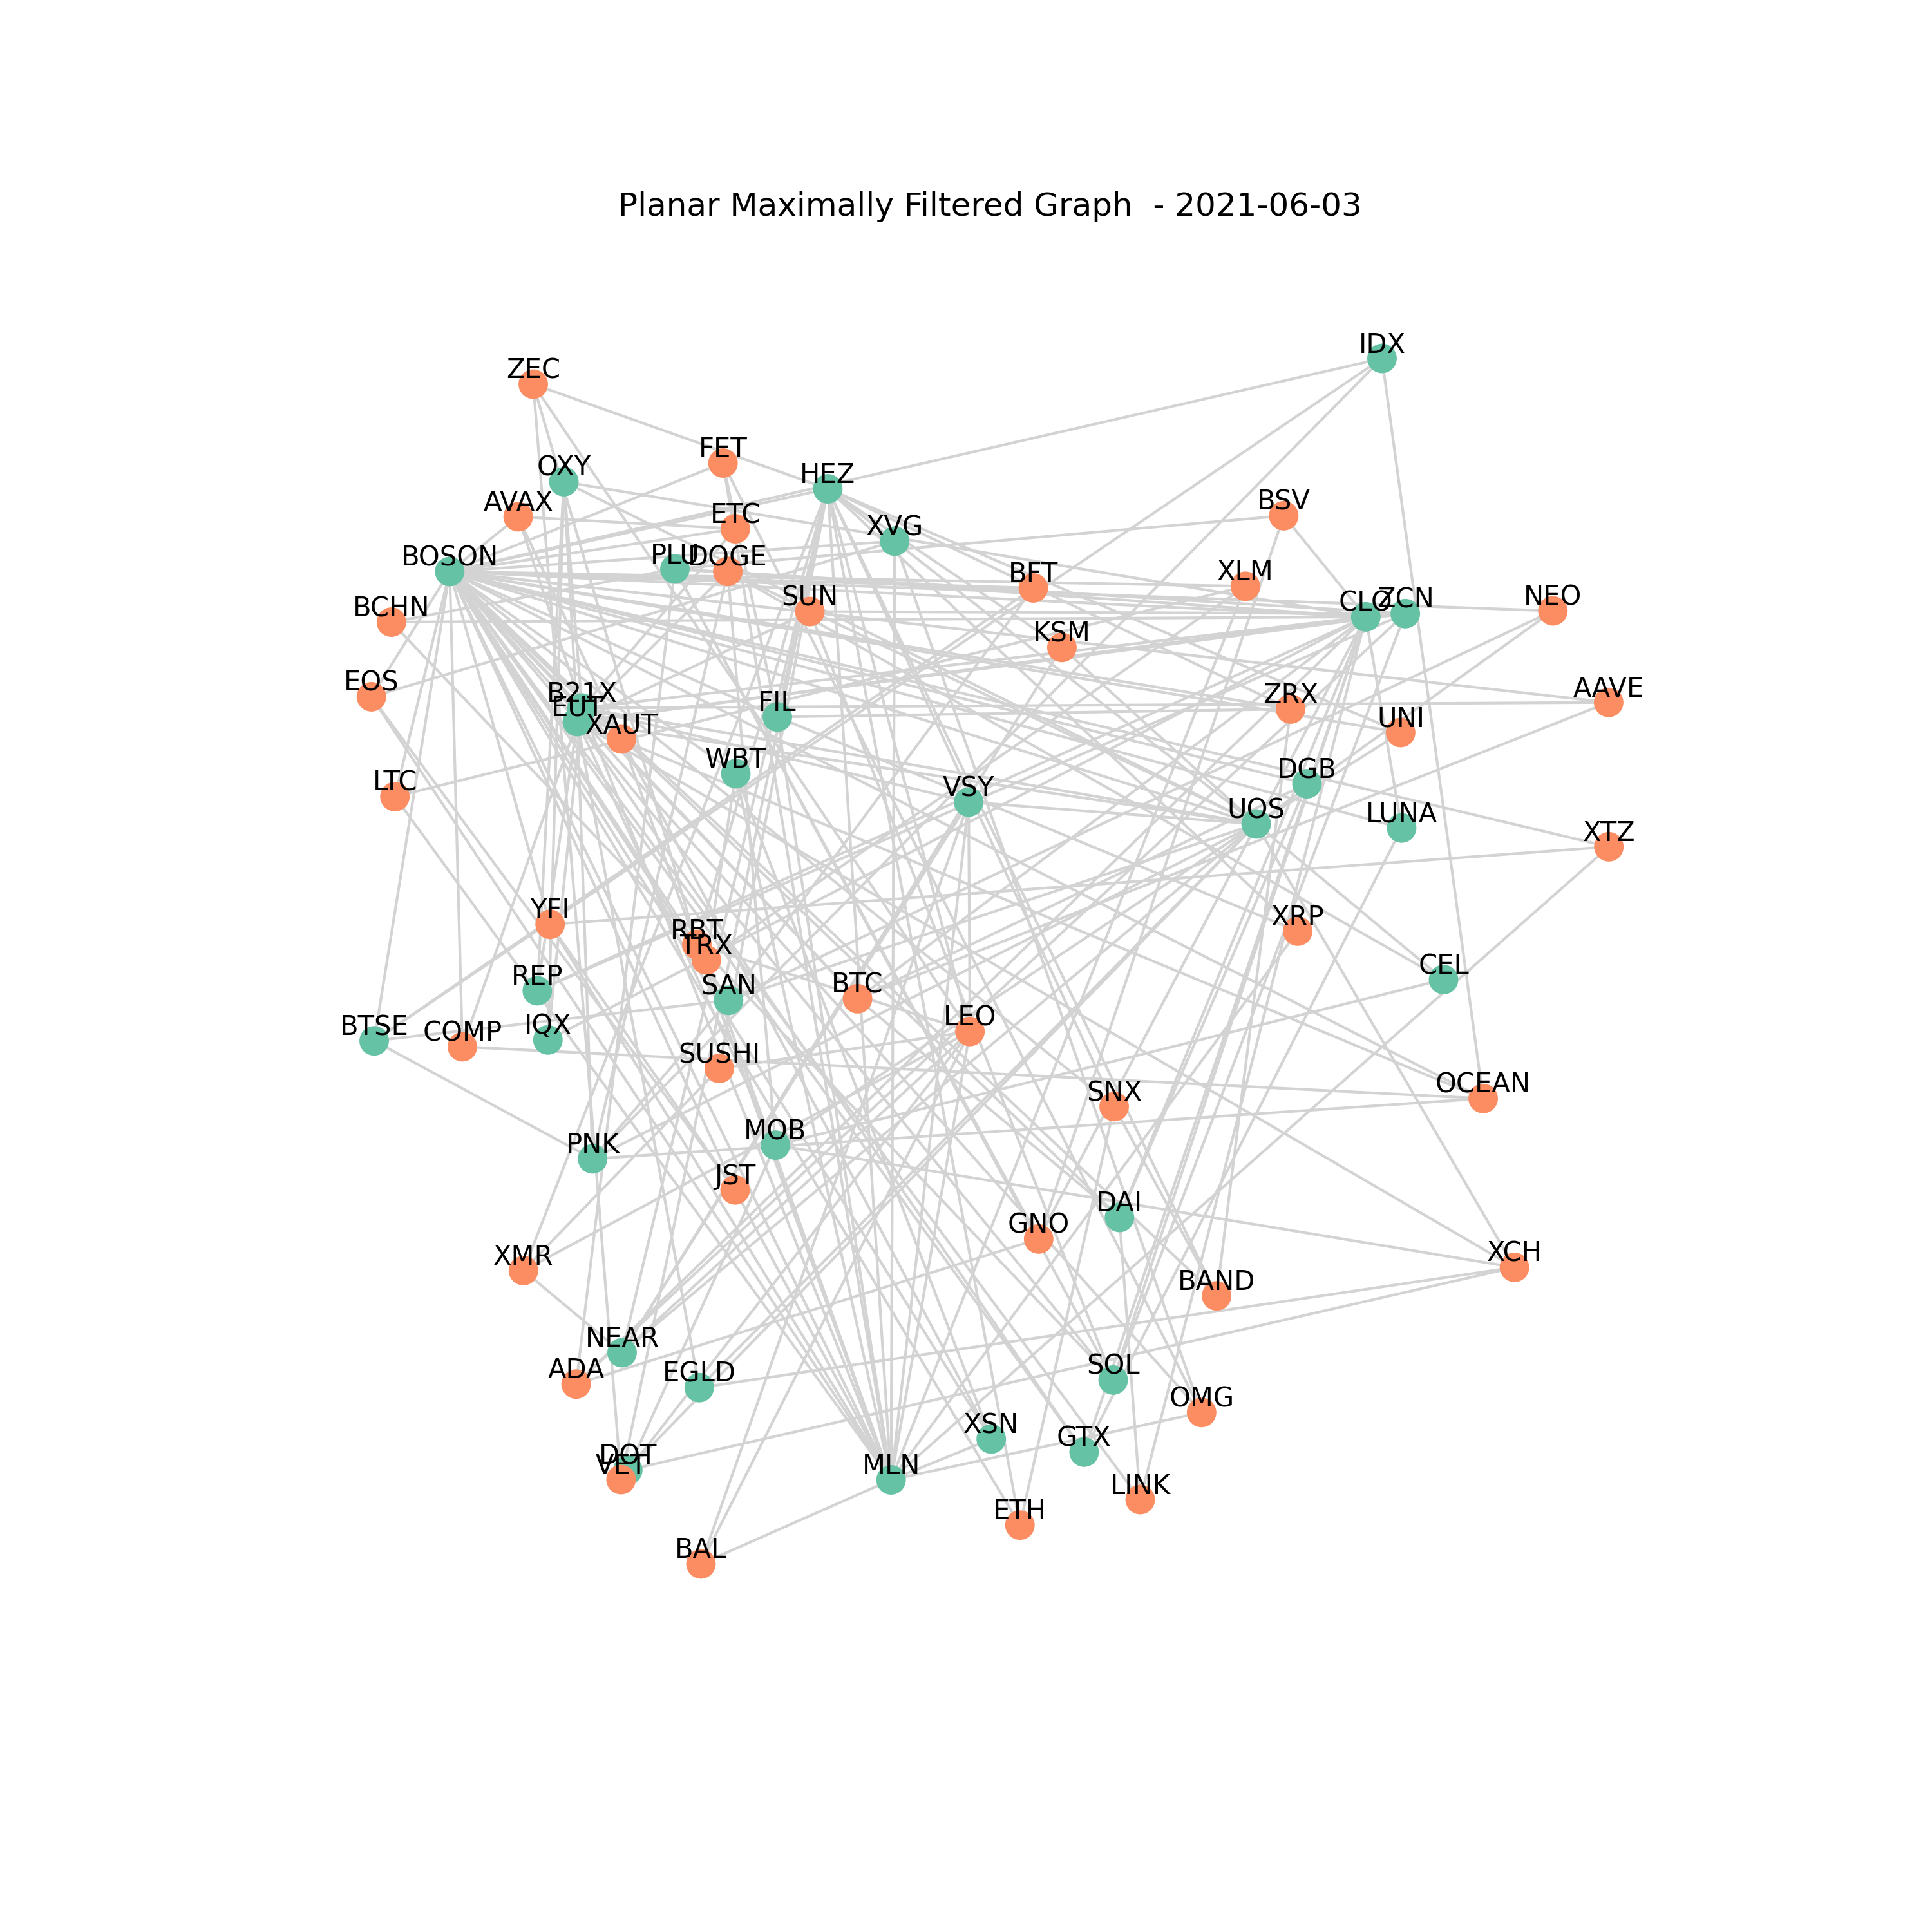 Planar Maximally Filtered Graph  - 2021-06-03
IDX
ZEC
FET
OXY
HEZ
AVAX
ETC
BSV
XVG
BOSON
PLU
DOGE
BFT
XLM
BCHN
SUN
CLO
ZCN
NEO
KSM
EOS
B21X
EUT
XAUT
FIL
ZRX
UNI
AAVE
LTC
WBT
VSY
DGB
UOS
LUNA
XTZ
YFI
RBT
TRX
XRP
REP
SAN
BTC
CEL
BTSE
COMP
IQX
LEO
SUSHI
SNX
OCEAN
PNK
MOB
JST
DAI
GNO
XMR
BAND
XCH
NEAR
ADA
EGLD
SOL
OMG
XSN
GTX
DOT
VET
MLN
LINK
ETH
BAL